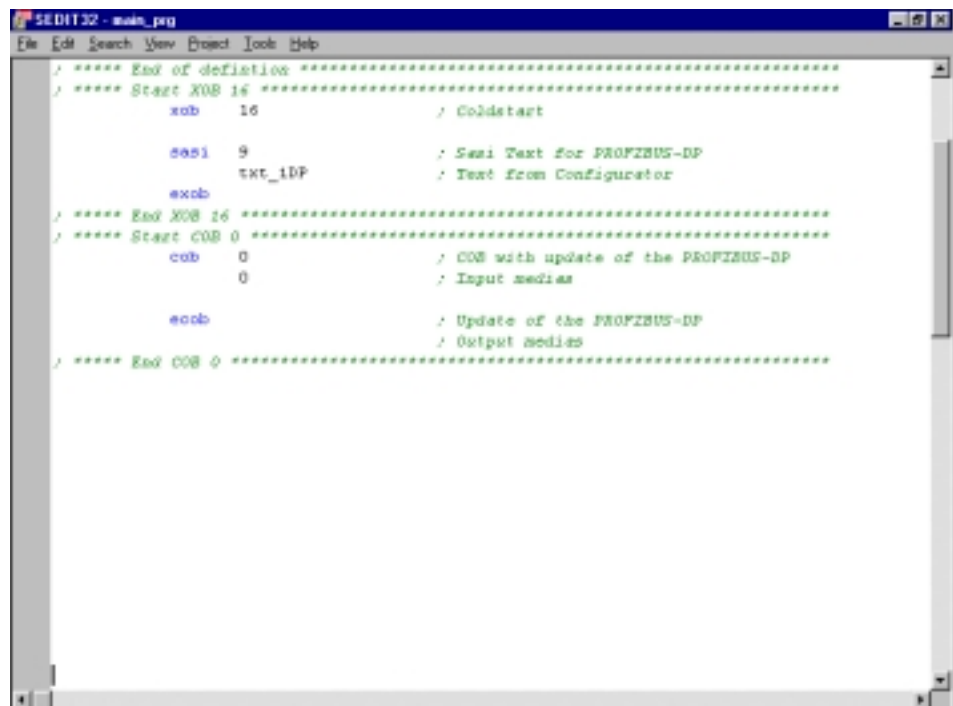 SEDIT32 - main_prg
File Edit Search View Project Tools Help
; ***** End of defintion *******************************************************
; ***** Start XOB 16 ***********************************************************
xob 16 ; Coldstart
sasi 9 ; Sasi Text for PROFIBUS-DP
txt_iDP ; Text from Configurator
exob
; ***** End XOB 16 ************************************************************
; ***** Start COB 0 ***********************************************************
cob 0 ; COB with update of the PROFIBUS-DP
0 ; Input medias
ecob ; Update of the PROFIBUS-DP
; Output medias
; ***** End COB 0 *************************************************************